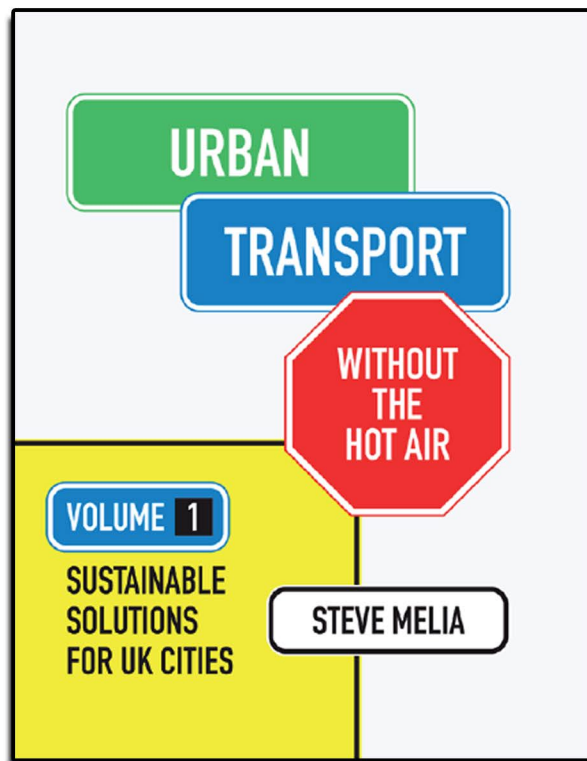 URBAN
TRANSPORT
WITHOUT
THE
HOT AIR
VOLUME 1
SUSTAINABLE
SOLUTIONS
FOR UK CITIES
STEVE MELIA